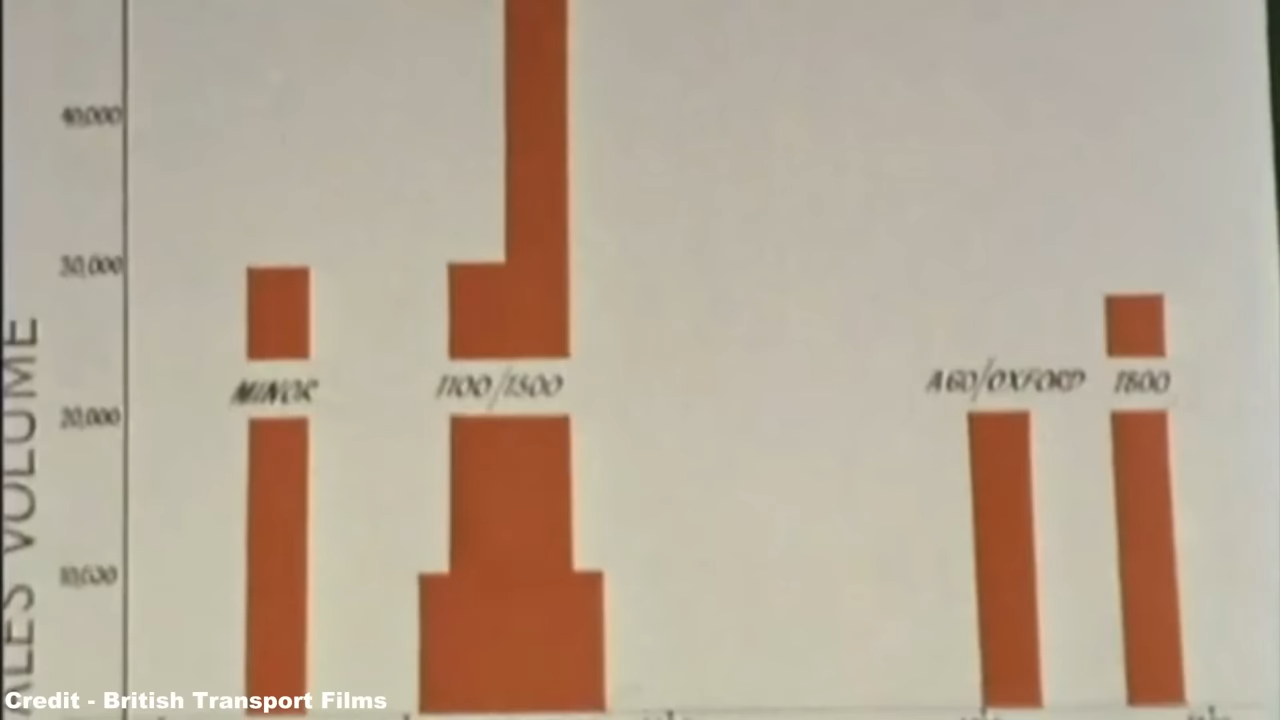 40,000
30,000
MINOR
1100/1300
A60/OXFORD
1800
20,000
10,000
SALES VOLUME
Credit - British Transport Films